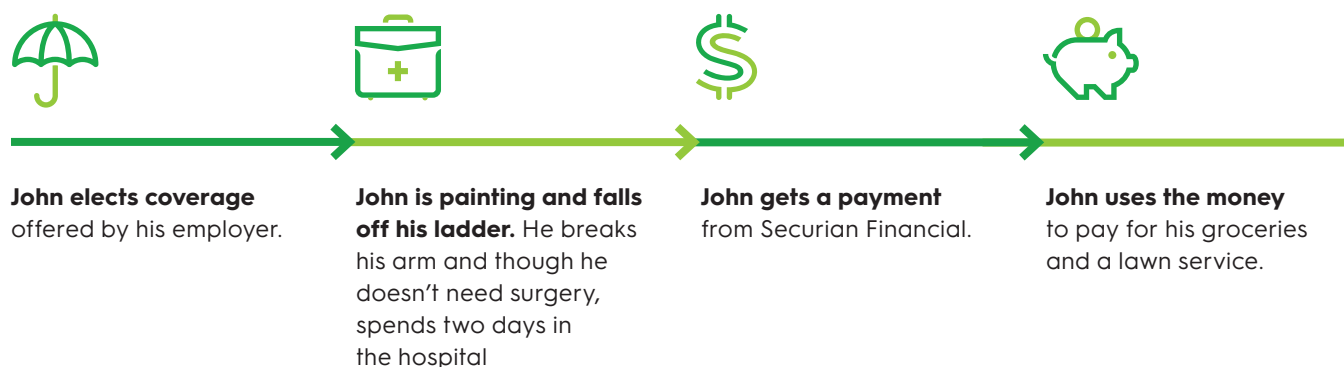 John elects coverage
offered by his employer.
John is painting and falls
off his ladder. He breaks
his arm and though he
doesn’t need surgery,
spends two days in
the hospital
John gets a payment
from Securian Financial.
John uses the money
to pay for his groceries
and a lawn service.